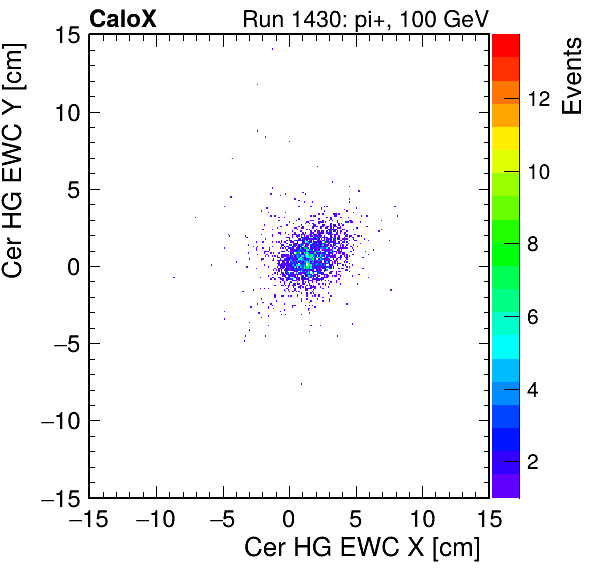 CaloX Run 1430: pi+, 100 GeV
Cer HG EWC Y [cm]
15
10
5
0
−5
−10
−15
−15 −10 −5 0 5 10 15
Cer HG EWC X [cm]
Events
12
10
8
6
4
2